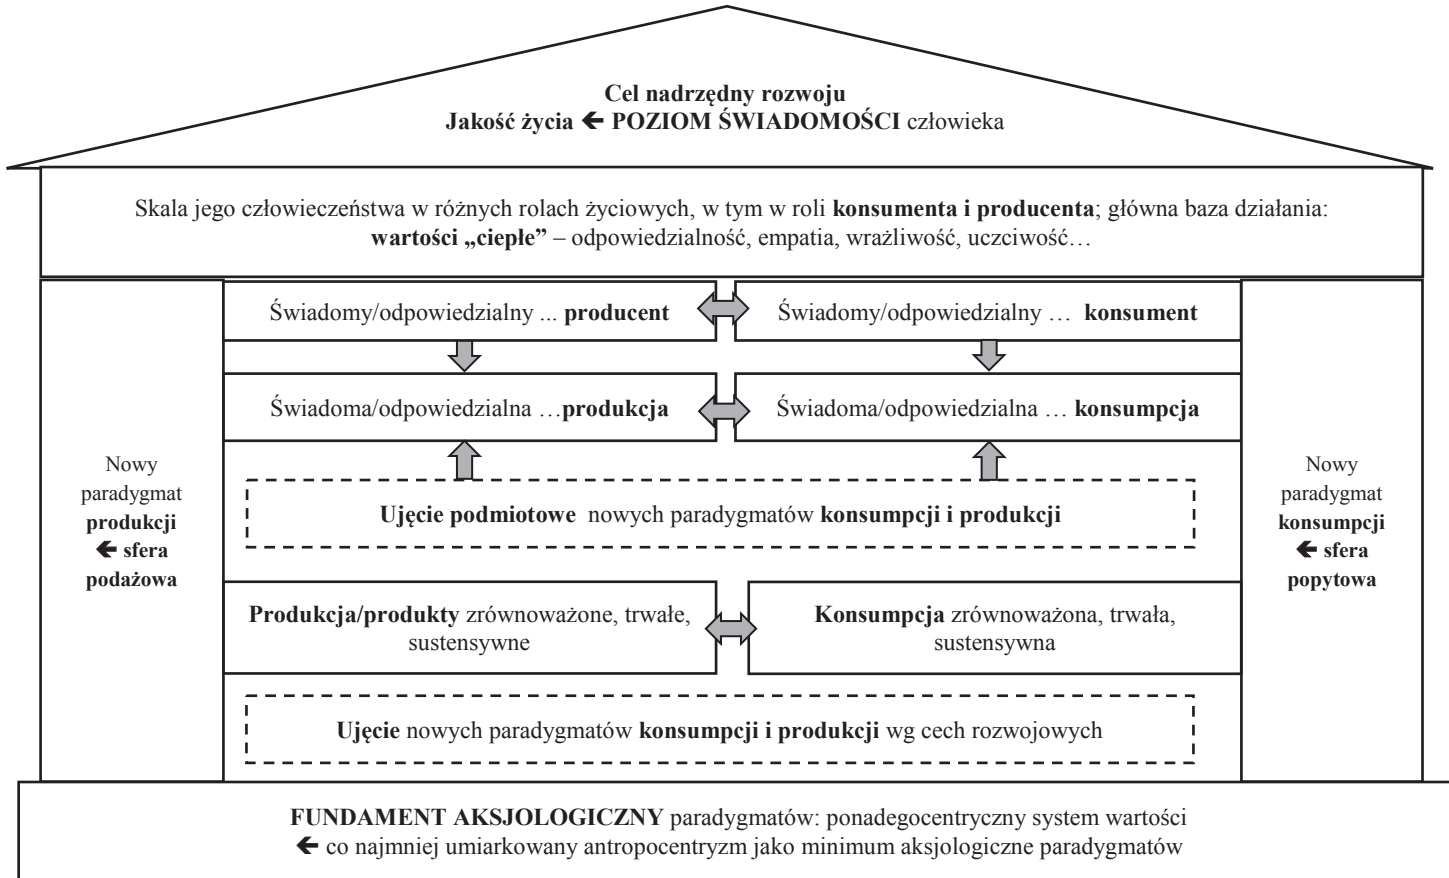 Cel nadrzędny rozwoju
Jakość życia 🡨 POZIOM ŚWIADOMOŚCI człowieka
Skala jego człowieczeństwa w różnych rolach życiowych, w tym w roli konsumenta i producenta; główna baza działania:
wartości „ciepłe” – odpowiedzialność, empatia, wrażliwość, uczciwość…
Świadomy/odpowiedzialny ... producent
Świadomy/odpowiedzialny … konsument
Świadoma/odpowiedzialna …produkcja
Świadoma/odpowiedzialna … konsumpcja
Nowy
paradygmat
produkcji
🡨 sfera
podażowa
Ujęcie podmiotowe nowych paradygmatów konsumpcji i produkcji
Nowy
paradygmat
konsumpcji
🡨 sfera
popytowa
Produkcja/produkty zrównoważone, trwałe,
sustensywne
Konsumpcja zrównoważona, trwała,
sustensywna
Ujęcie nowych paradygmatów konsumpcji i produkcji wg cech rozwojowych
FUNDAMENT AKSJOLOGICZNY paradygmatów: ponadegocentryczny system wartości
🡨 co najmniej umiarkowany antropocentryzm jako minimum aksjologiczne paradygmatów